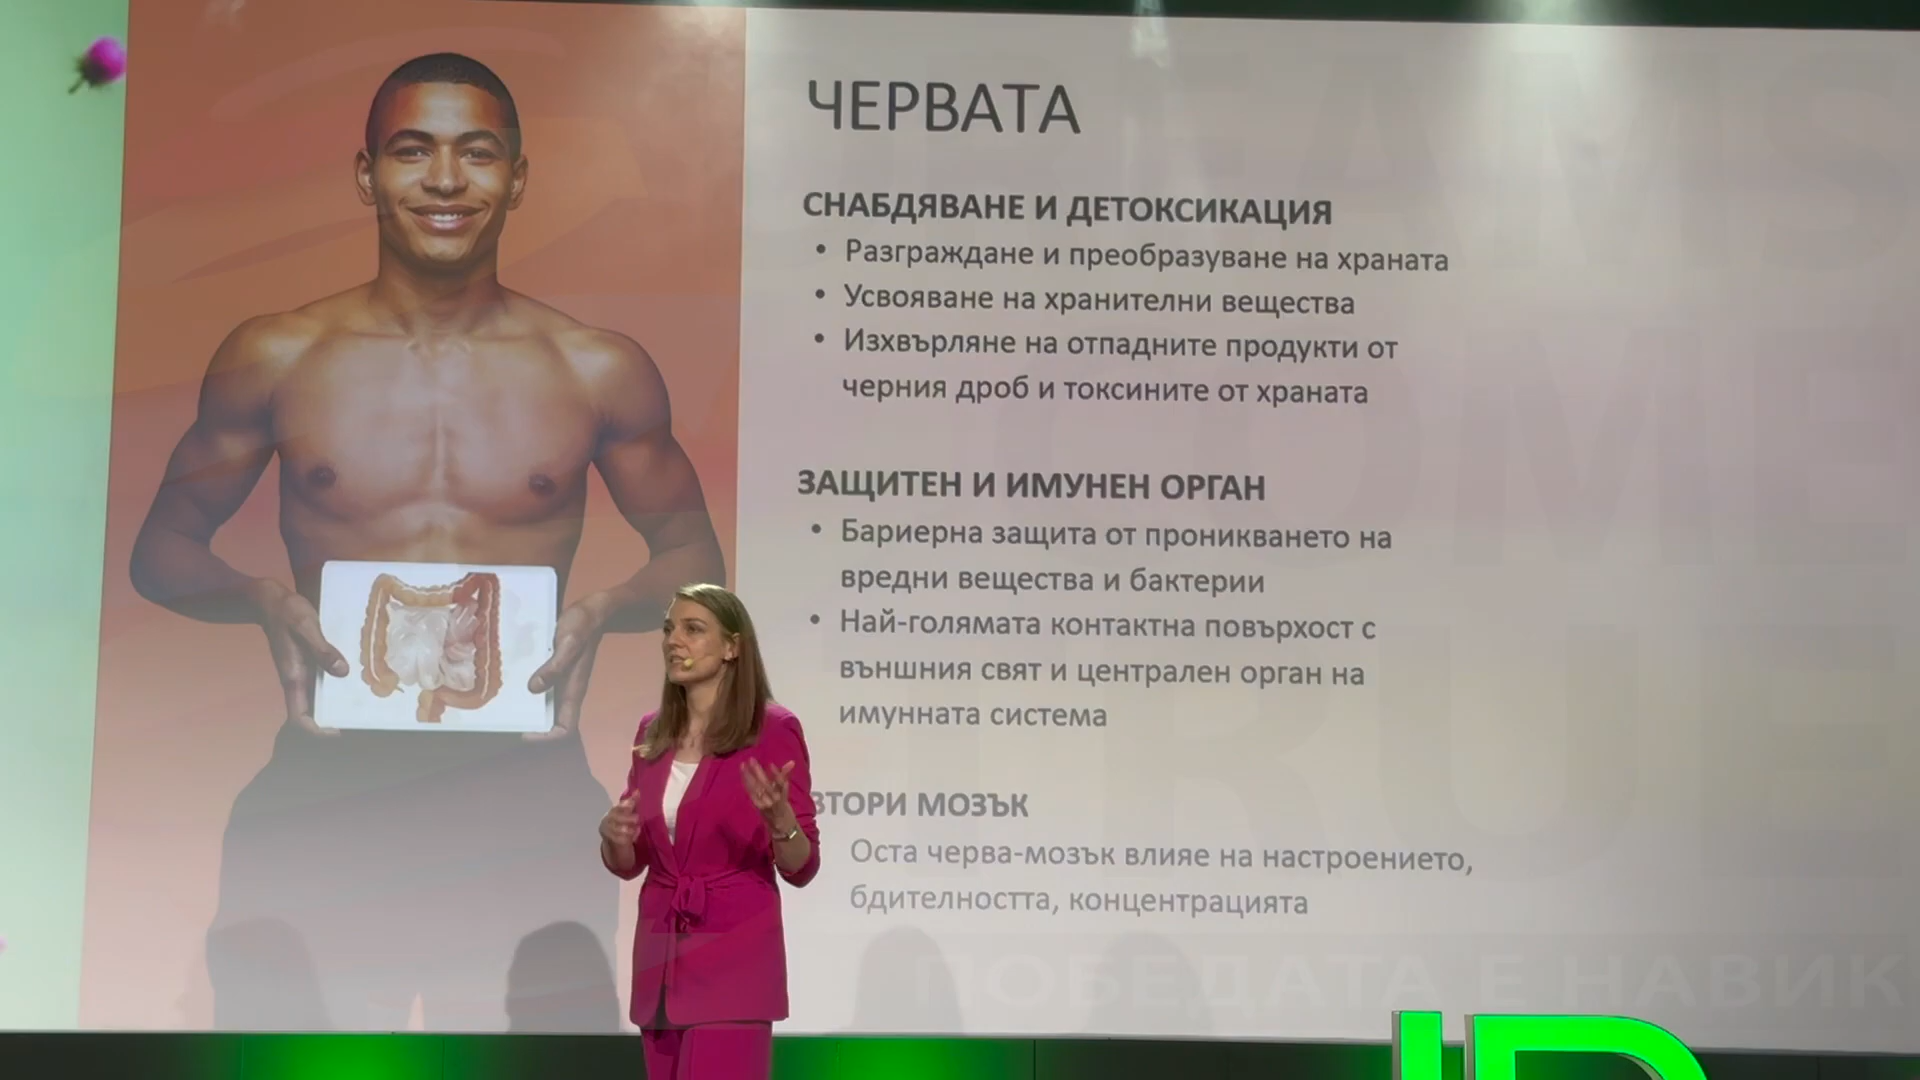 ЧЕРВАТА
СНАБДЯВАНЕ И ДЕТОКСИКАЦИЯ
• Разграждане и преобразуване на храната
• Усвояване на хранителни вещества
• Изхвърляне на отпадните продукти от
черния дроб и токсините от храната
ЗАЩИТЕН И ИМУНЕН ОРГАН
• Бариерна защита от проникването на
вредни вещества и бактерии
• Най-голямата контактна повърхост с
външния свят и централен орган на
имунната система
ВТОРИ МОЗЪК
Оста черва-мозък влияе на настроението,
бдителността, концентрацията
COME
TRUE
ПОБЕДАТА Е НАВИК